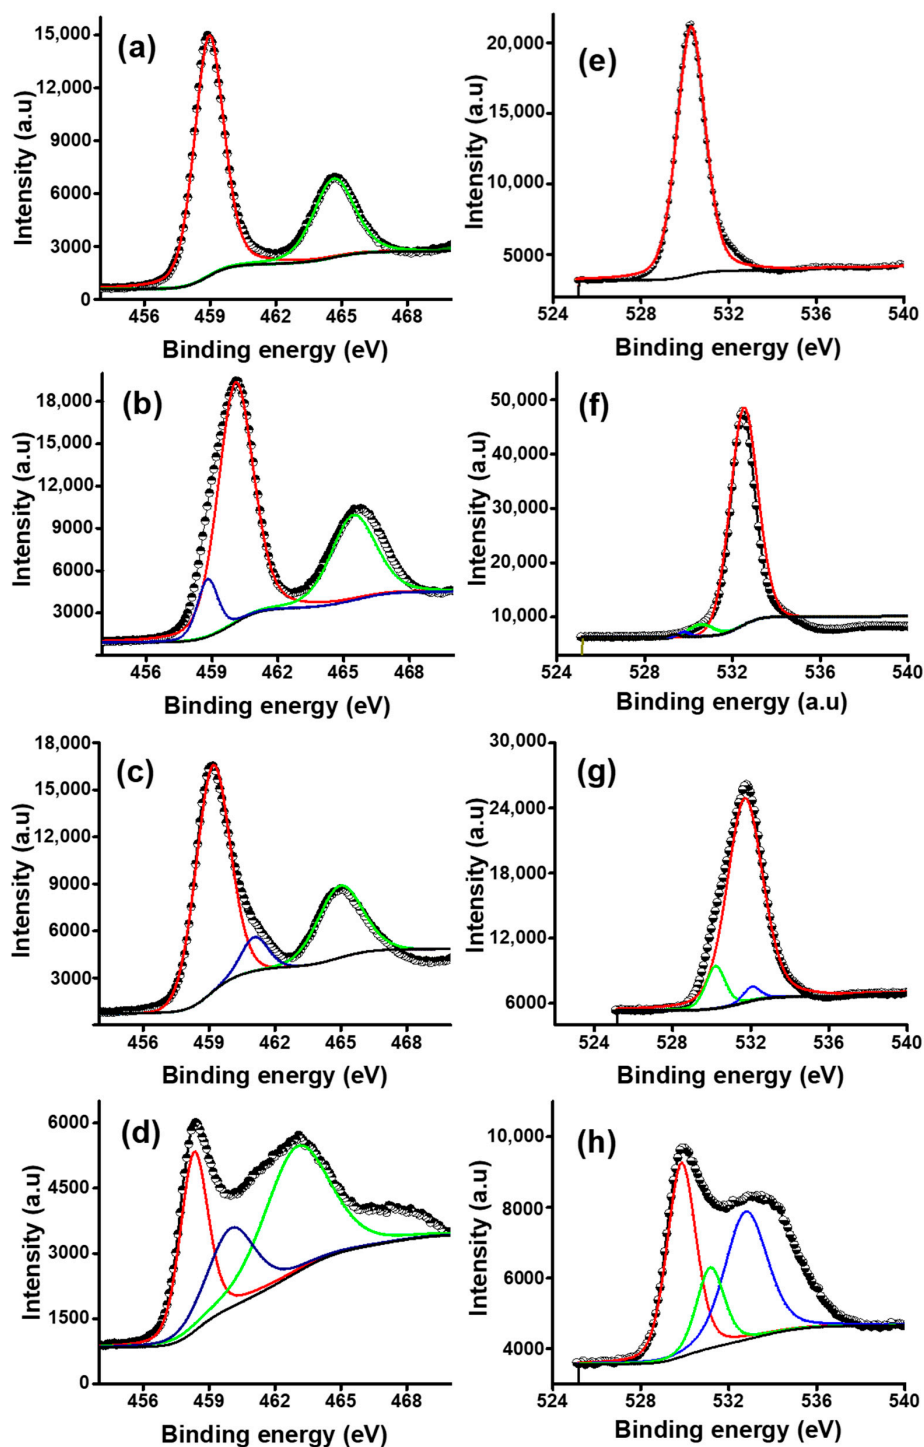 (a)
Intensity (a.u)
15,000
12,000
9000
6000
3000
0
456 459 462 465 468
Binding energy (eV)
(e)
Intensity (a.u)
20,000
15,000
10,000
5000
524 528 532 536 540
Binding energy (eV)
(b)
Intensity (a.u)
18,000
15,000
12,000
9000
6000
3000
456 459 462 465 468
Binding energy (eV)
(f)
Intensity (a.u)
50,000
40,000
30,000
20,000
10,000
524 528 532 536 540
Binding energy (a.u)
(c)
Intensity (a.u)
18,000
15,000
12,000
9000
6000
3000
456 459 462 465 468
Binding energy (eV)
(g)
Intensity (a.u)
30,000
24,000
18,000
12,000
6000
524 528 532 536 540
Binding energy (eV)
(d)
Intensity (a.u)
6000
4500
3000
1500
0
456 459 462 465 468
Binding energy (eV)
(h)
Intensity (a.u)
10,000
8000
6000
4000
524 528 532 536 540
Binding energy (eV)